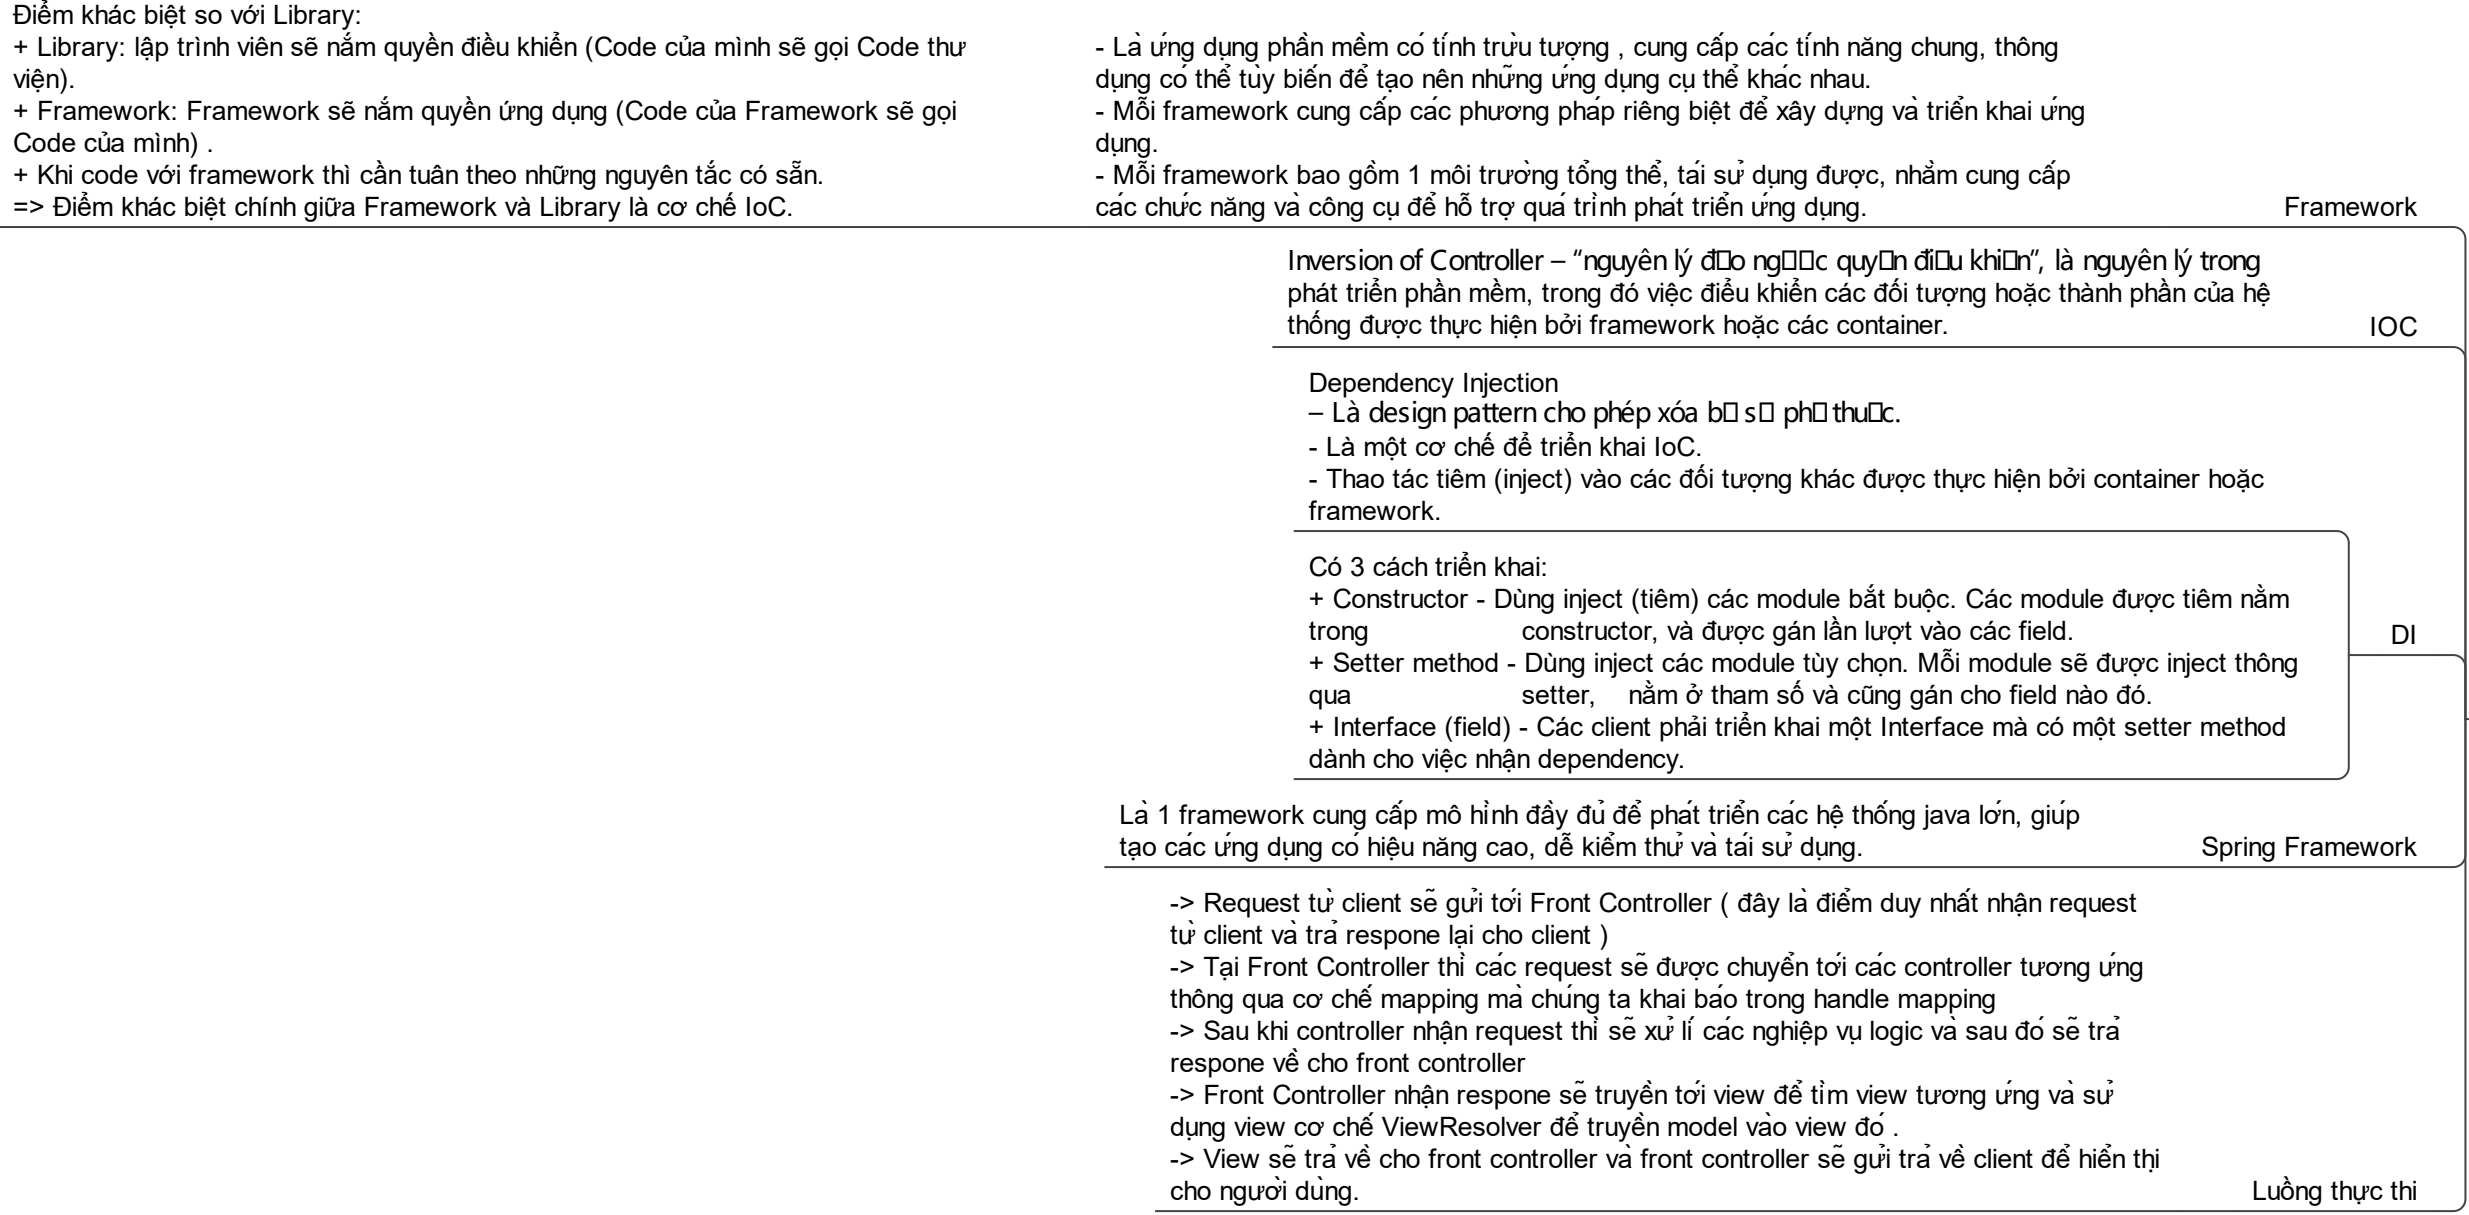 Điểm khác biệt so với Library:
+ Library: lập trình viên sẽ nắm quyền điều khiển (Code của mình sẽ gọi Code thư
viện).
+ Framework: Framework sẽ nắm quyền ứng dụng (Code của Framework sẽ gọi
Code của mình) .
+ Khi code với framework thì cần tuân theo những nguyên tắc có sẵn.
=> Điểm khác biệt chính giữa Framework và Library là cơ chế IoC.
- Là ứng dụng phần mềm có tính trừu tượng , cung cấp các tính năng chung, thông
dụng có thể tùy biến để tạo nên những ứng dụng cụ thể khác nhau.
- Mỗi framework cung cấp các phương pháp riêng biệt để xây dựng và triển khai ứng
dụng.
- Mỗi framework bao gồm 1 môi trường tổng thể, tái sử dụng được, nhằm cung cấp
các chức năng và công cụ để hỗ trợ quá trình phát triển ứng dụng.
Framework
Inversion of Controller – “nguyên lý đ□o ng□□c quy□n đi□u khi□n”, là nguyên lý trong
phát triển phần mềm, trong đó việc điểu khiển các đối tượng hoặc thành phần của hệ
thống được thực hiện bởi framework hoặc các container.
IOC
Dependency Injection
– Là design pattern cho phép xóa b□ s□ ph□ thu□c.
- Là một cơ chế để triển khai IoC.
- Thao tác tiêm (inject) vào các đối tượng khác được thực hiện bởi container hoặc
framework.
Có 3 cách triển khai:
+ Constructor - Dùng inject (tiêm) các module bắt buộc. Các module được tiêm nằm
trong constructor, và được gán lần lượt vào các field.
+ Setter method - Dùng inject các module tùy chọn. Mỗi module sẽ được inject thông
qua setter, nằm ở tham số và cũng gán cho field nào đó.
+ Interface (field) - Các client phải triển khai một Interface mà có một setter method
dành cho việc nhận dependency.
DI
Là 1 framework cung cấp mô hình đầy đủ để phát triển các hệ thống java lớn, giúp
tạo các ứng dụng có hiệu năng cao, dễ kiểm thử và tái sử dụng.
Spring Framework
-> Request từ client sẽ gửi tới Front Controller ( đây là điểm duy nhất nhận request
từ client và trả respone lại cho client )
-> Tại Front Controller thì các request sẽ được chuyển tới các controller tương ứng
thông qua cơ chế mapping mà chúng ta khai báo trong handle mapping
-> Sau khi controller nhận request thì sẽ xử lí các nghiệp vụ logic và sau đó sẽ trả
respone về cho front controller
-> Front Controller nhận respone sẽ truyền tới view để tìm view tương ứng và sử
dụng view cơ chế ViewResolver để truyền model vào view đó .
-> View sẽ trả về cho front controller và front controller sẽ gửi trả về client để hiển thị
cho người dùng.
Luồng thực thi